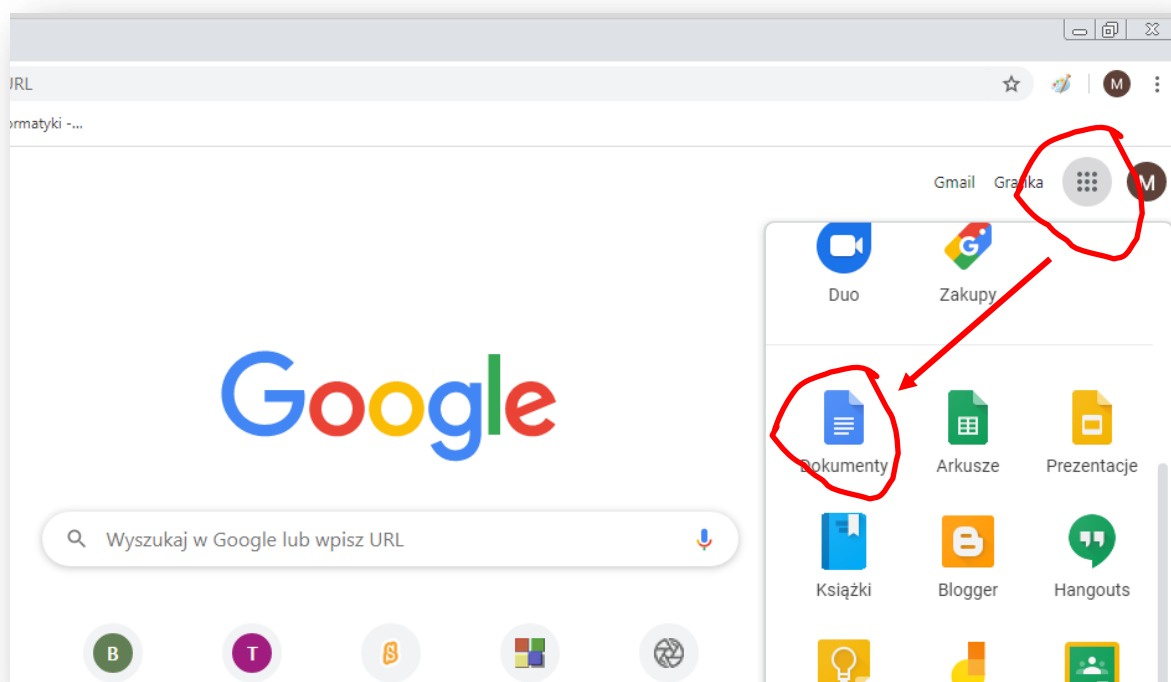 URL
ormatyki -...
M
Gmail Grafika
M
Duo
Zakupy
Google
Dokumenty
Arkusze
Prezentacje
Wyszukaj w Google lub wpisz URL
Książki
Blogger
Hangouts
B
T